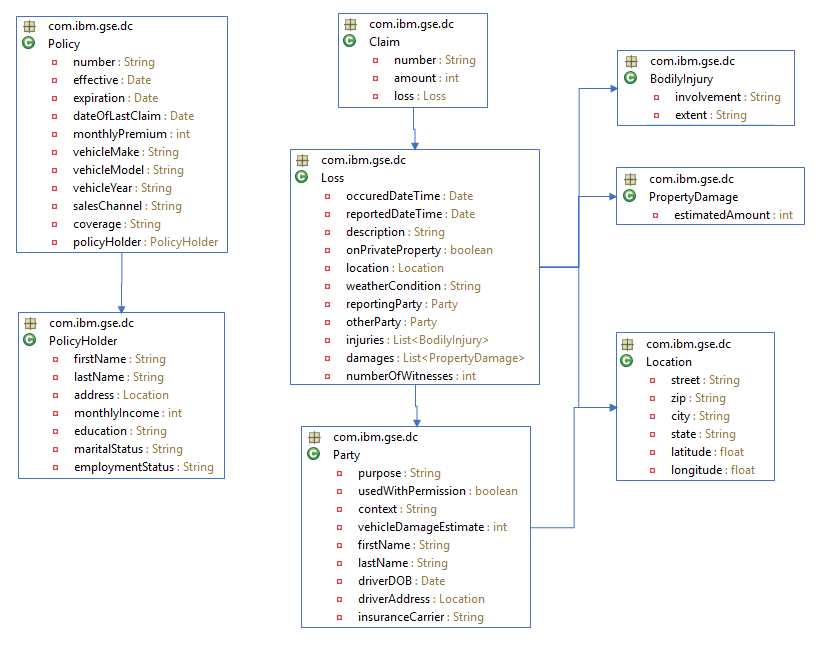 com.ibm.gse.dc
Policy
number : String
effective : Date
expiration : Date
dateOfLastClaim : Date
monthlyPremium : int
vehicleMake : String
vehicleModel : String
vehicleYear : String
salesChannel : String
coverage : String
policyHolder : PolicyHolder
com.ibm.gse.dc
PolicyHolder
firstName : String
lastName : String
address : Location
monthlyIncome : int
education : String
maritalStatus : String
employmentStatus : String
com.ibm.gse.dc
Claim
number : String
amount : int
loss : Loss
com.ibm.gse.dc
Loss
occuredDateTime : Date
reportedDateTime : Date
description : String
onPrivateProperty : boolean
location : Location
weatherCondition : String
reportingParty : Party
otherParty : Party
injuries : List<BodilyInjury>
damages : List<PropertyDamage>
numberOfWitnesses : int
com.ibm.gse.dc
Party
purpose : String
usedWithPermission : boolean
context : String
vehicleDamageEstimate : int
firstName : String
lastName : String
driverDOB : Date
driverAddress : Location
insuranceCarrier : String
com.ibm.gse.dc
BodilyInjury
involvement : String
extent : String
com.ibm.gse.dc
PropertyDamage
estimatedAmount : int
com.ibm.gse.dc
Location
street : String
zip : String
city : String
state : String
latitude : float
longitude : float